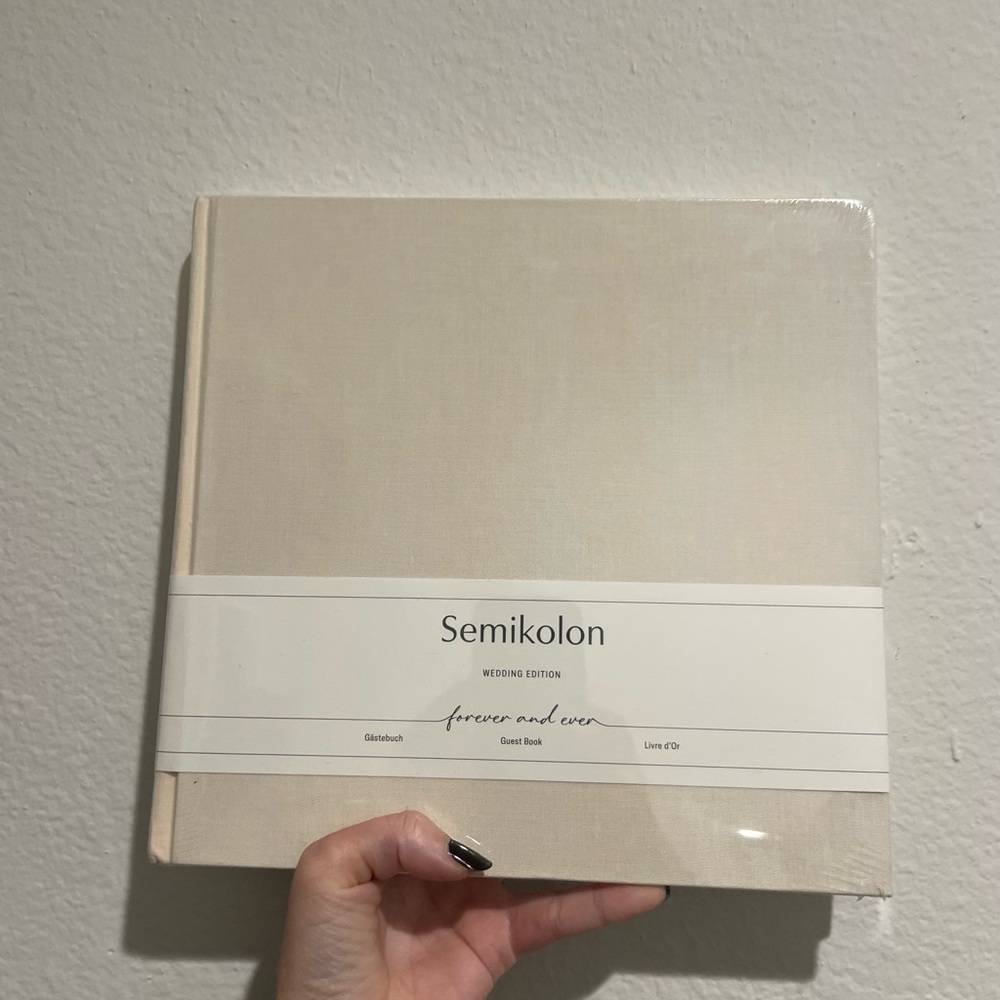 Semikolon
WEDDING EDITION
forever and ever
Gästebuch Guest Book Livre d'Or